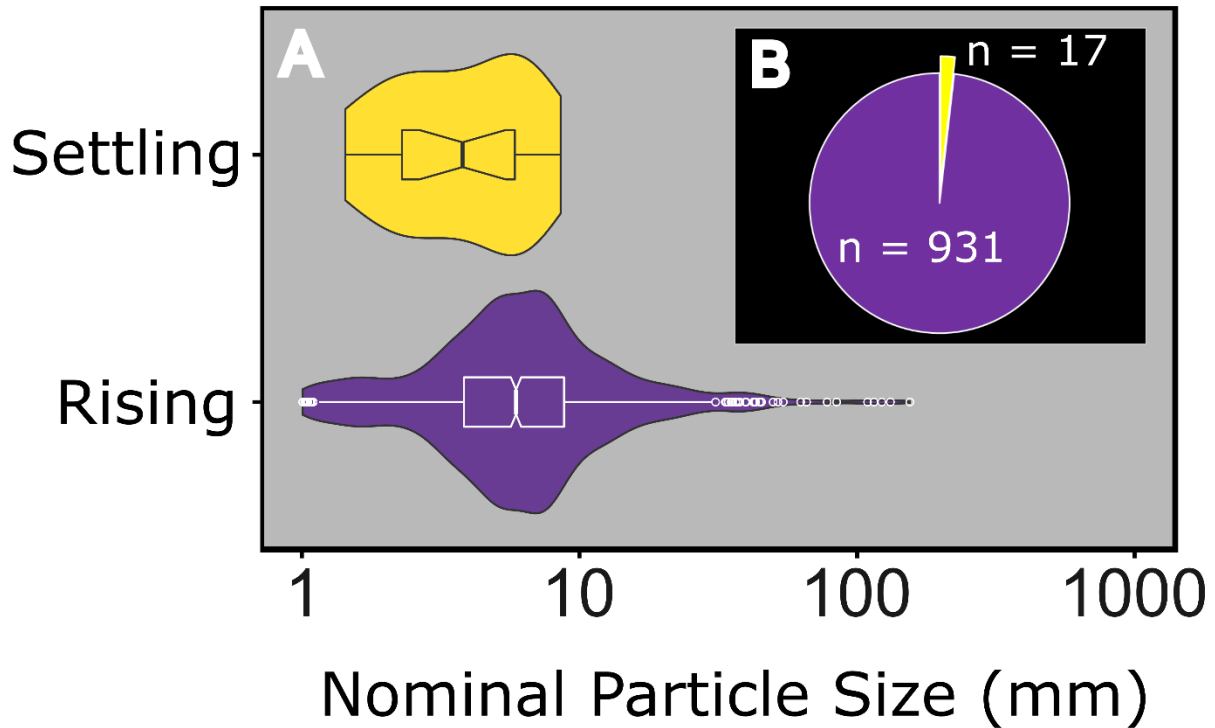 A
B
n = 17
n = 931
Settling
Rising
1 10 100 1000
Nominal Particle Size (mm)